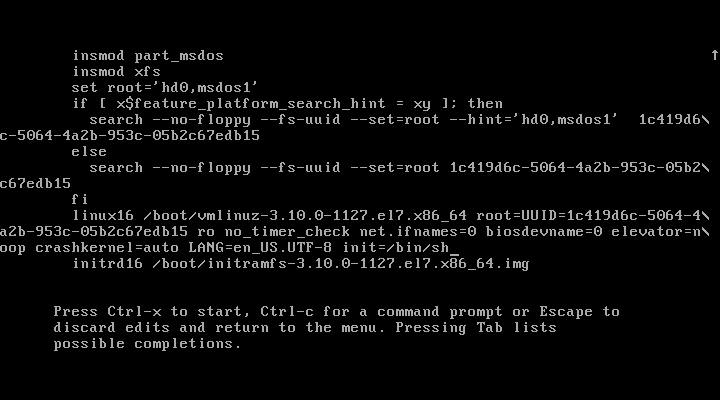 insmod part_msdos
insmod xfs
set root='hd0,msdos1'
if [ x$feature_platform_search_hint = xy ]; then
search --no-floppy --fs-uuid --set=root --hint='hd0,msdos1'  1c419d6\
c-5064-4a2b-953c-05b2c67edb15
else
search --no-floppy --fs-uuid --set=root 1c419d6c-5064-4a2b-953c-05b2\
c67edb15
fi
linux16 /boot/vmlinuz-3.10.0-1127.el7.x86_64 root=UUID=1c419d6c-5064-4\
a2b-953c-05b2c67edb15 ro no_timer_check net.ifnames=0 biosdevname=0 elevator=n\
oop crashkernel=auto LANG=en_US.UTF-8 init=/bin/sh_
initrd16 /boot/initramfs-3.10.0-1127.el7.x86_64.img
Press Ctrl-x to start, Ctrl-c for a command prompt or Escape to
discard edits and return to the menu. Pressing Tab lists
possible completions.